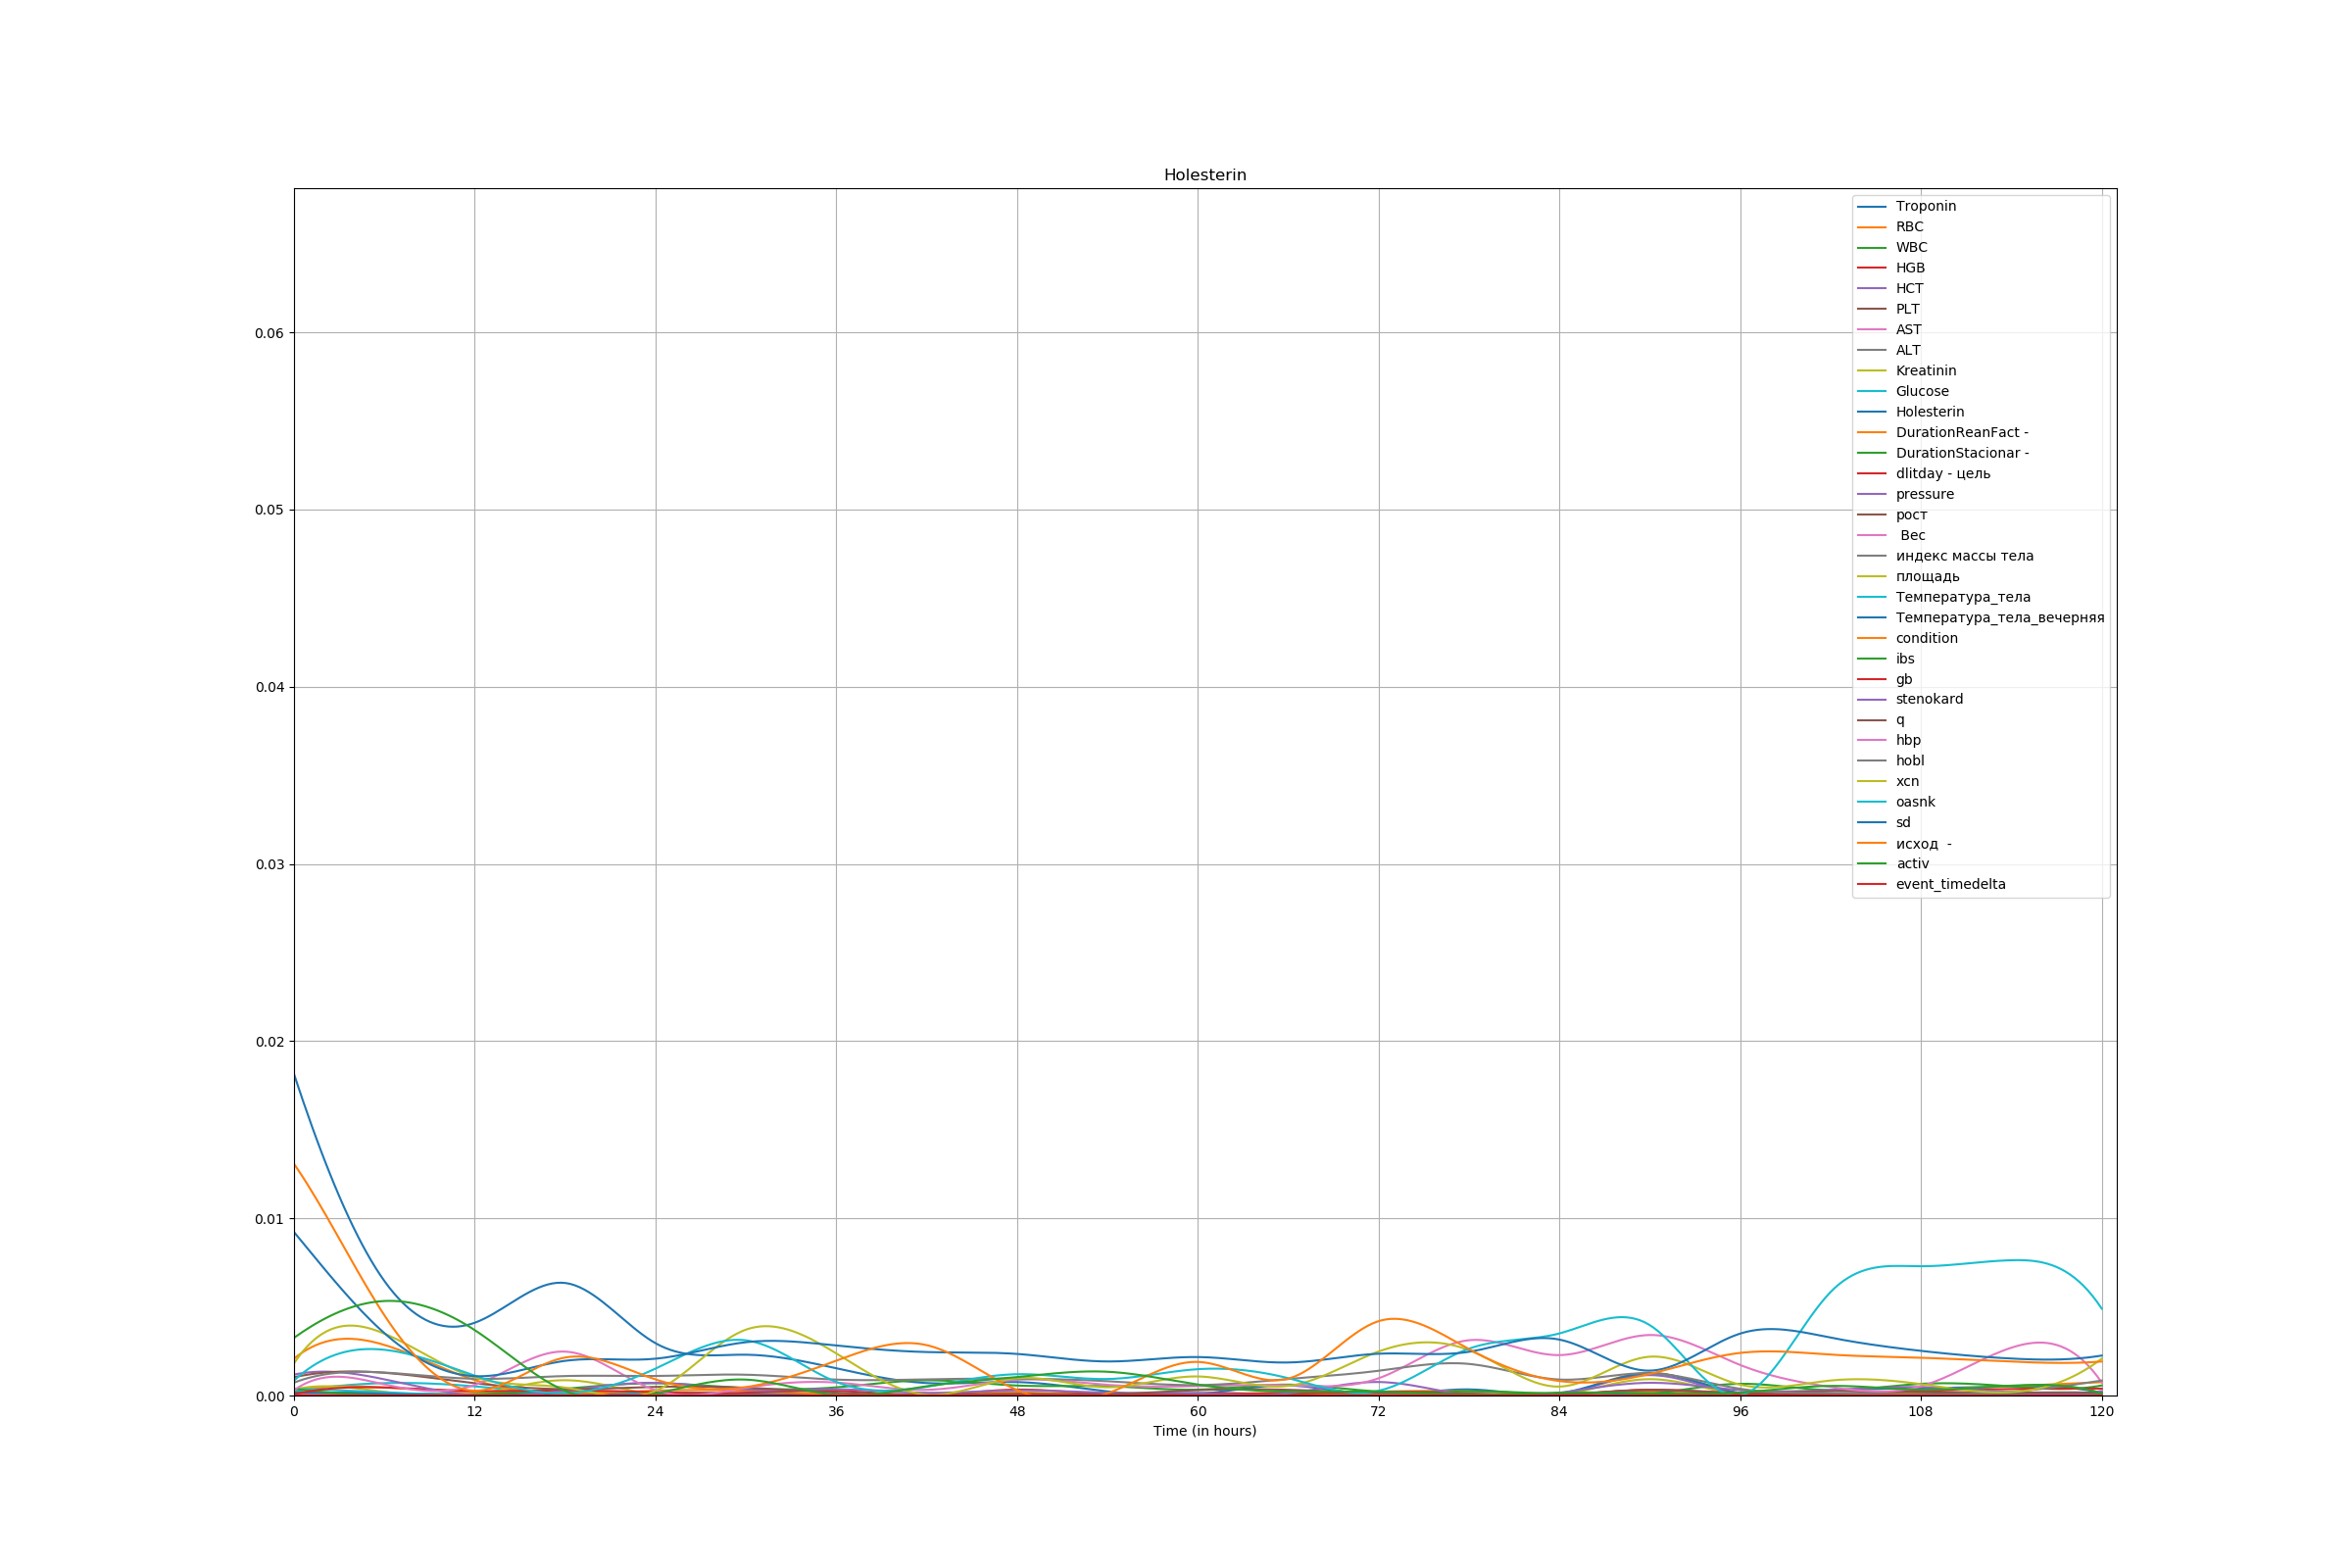 Holesterin
Troponin
RBC
WBC
HGB
HCT
PLT
AST
ALT
Kreatinin
Glucose
Holesterin
DurationReanFact -
DurationStacionar -
dlitday - цель
pressure
рост
Вес
индекс массы тела
площадь
Температура_тела
Температура_тела_вечерняя
condition
ibs
gb
stenokard
q
hbp
hobl
xcn
oasnk
sd
исход  -
activ
event_timedelta
0.06
0.05
0.04
0.03
0.02
0.01
0.00
0 12 24 36 48 60 72 84 96 108 120
Time (in hours)